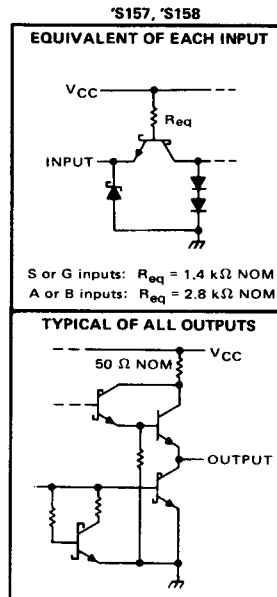 'S157, 'S158
EQUIVALENT OF EACH INPUT
VCC
Req
INPUT
S or G inputs: Req = 1.4 kΩ NOM
A or B inputs: Req = 2.8 kΩ NOM
TYPICAL OF ALL OUTPUTS
VCC
50 Ω NOM
OUTPUT